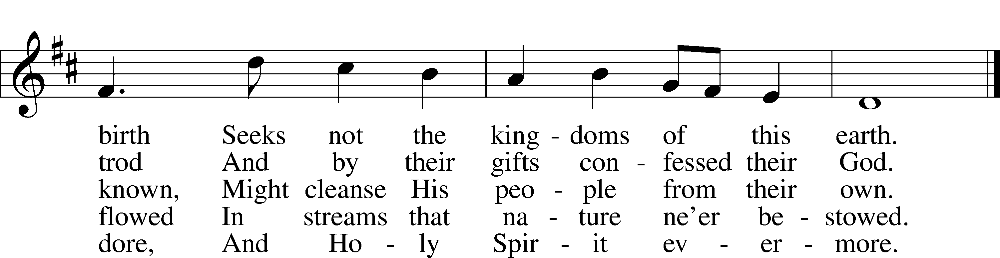 birth Seeks not the king - doms of this earth.
trod And by their gifts con - fessed their God.
known, Might cleanse His peo - ple from their own.
flowed In streams that na - ture ne’er be - stowed.
dore, And Ho - ly Spir - it ev - er - more.